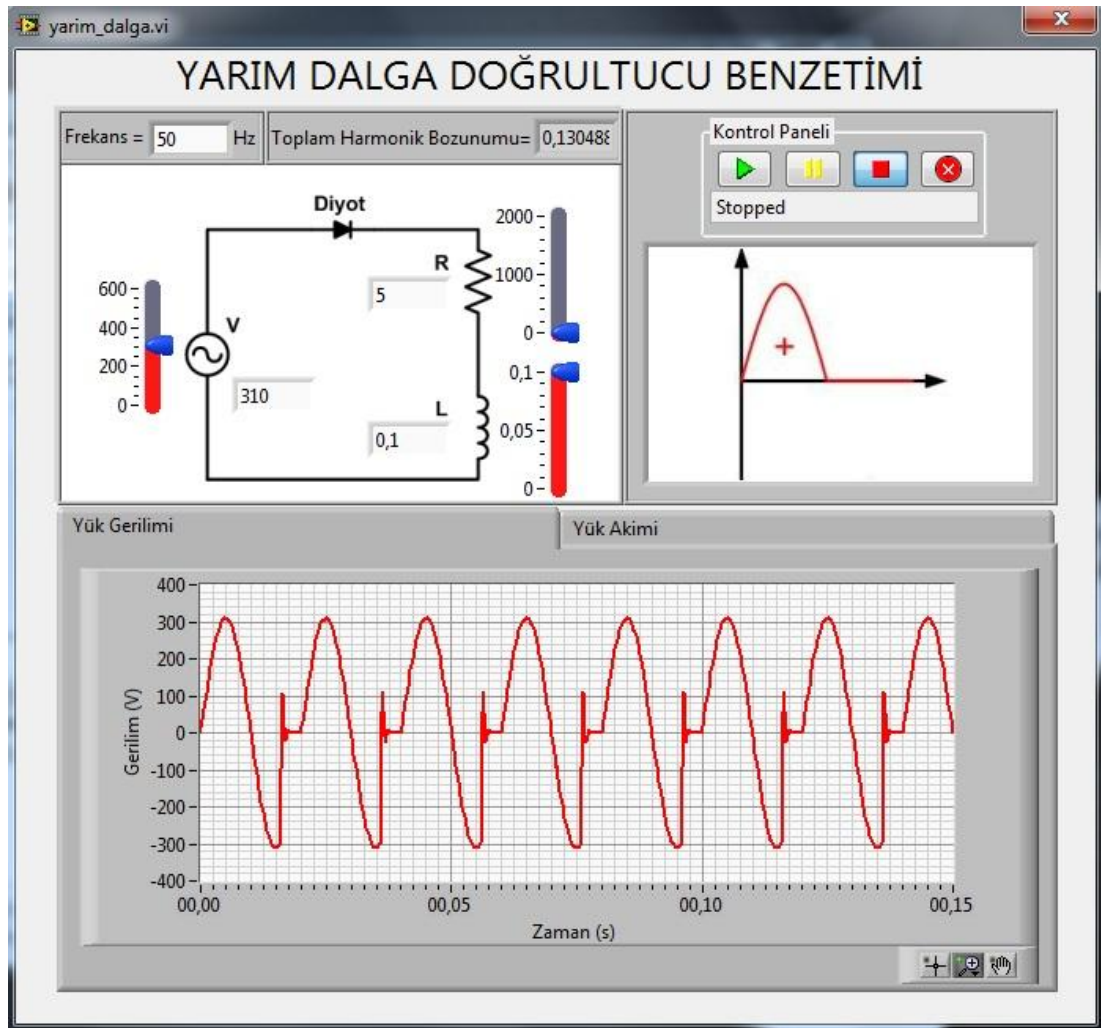 yarim_dalga.vi
YARIM DALGA DOĞRULTUCU BENZETİMİ
Frekans = 50 Hz
Toplam Harmonik Bozunumu= 0,130488
Kontrol Paneli
Stopped
Diyot
R
5
2000
1000
0
600
400
200
0
V
310
L
0,1
0,1
0,05
0
+
Yük Gerilimi
Yük Akimi
400
300
200
100
0
-100
-200
-300
-400
Gerilim (V)
00,00
00,05
00,10
00,15
Zaman (s)